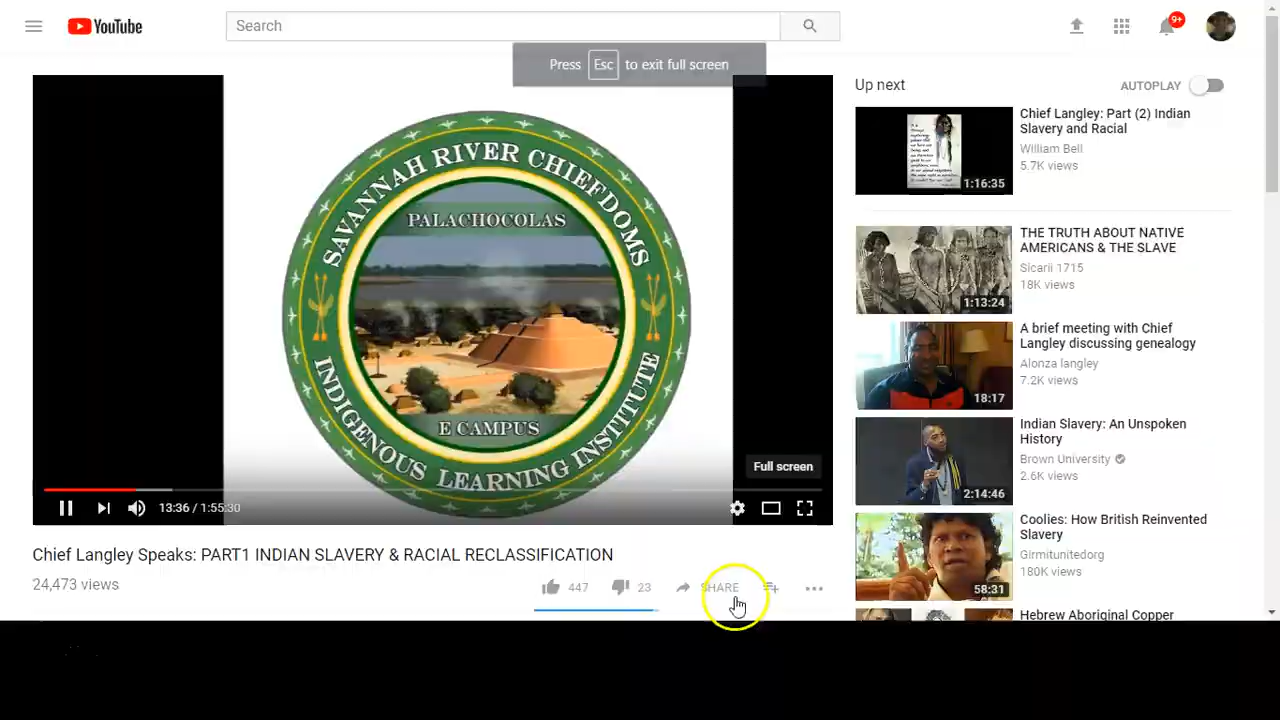 YouTube
Search
9+
Press Esc to exit full screen
SAVANNAH RIVER CHIEFDOMS
PALACHOCOLAS
E CAMPUS
INDIGENOUS LEARNING INSTITUTE
Full screen
13:36 / 1:55:30
Chief Langley Speaks: PART1 INDIAN SLAVERY & RACIAL RECLASSIFICATION
24,473 views
447
23
SHARE
Up next
AUTOPLAY
Chief Langley: Part (2) Indian
Slavery and Racial
William Bell
5.7K views
1:16:35
THE TRUTH ABOUT NATIVE
AMERICANS & THE SLAVE
Sicarii 1715
18K views
1:13:24
A brief meeting with Chief
Langley discussing genealogy
Alonza langley
7.2K views
18:17
Indian Slavery: An Unspoken
History
Brown University
2.6K views
2:14:46
Coolies: How British Reinvented
Slavery
Girmitunitedorg
180K views
58:31
Hebrew Aboriginal Copper